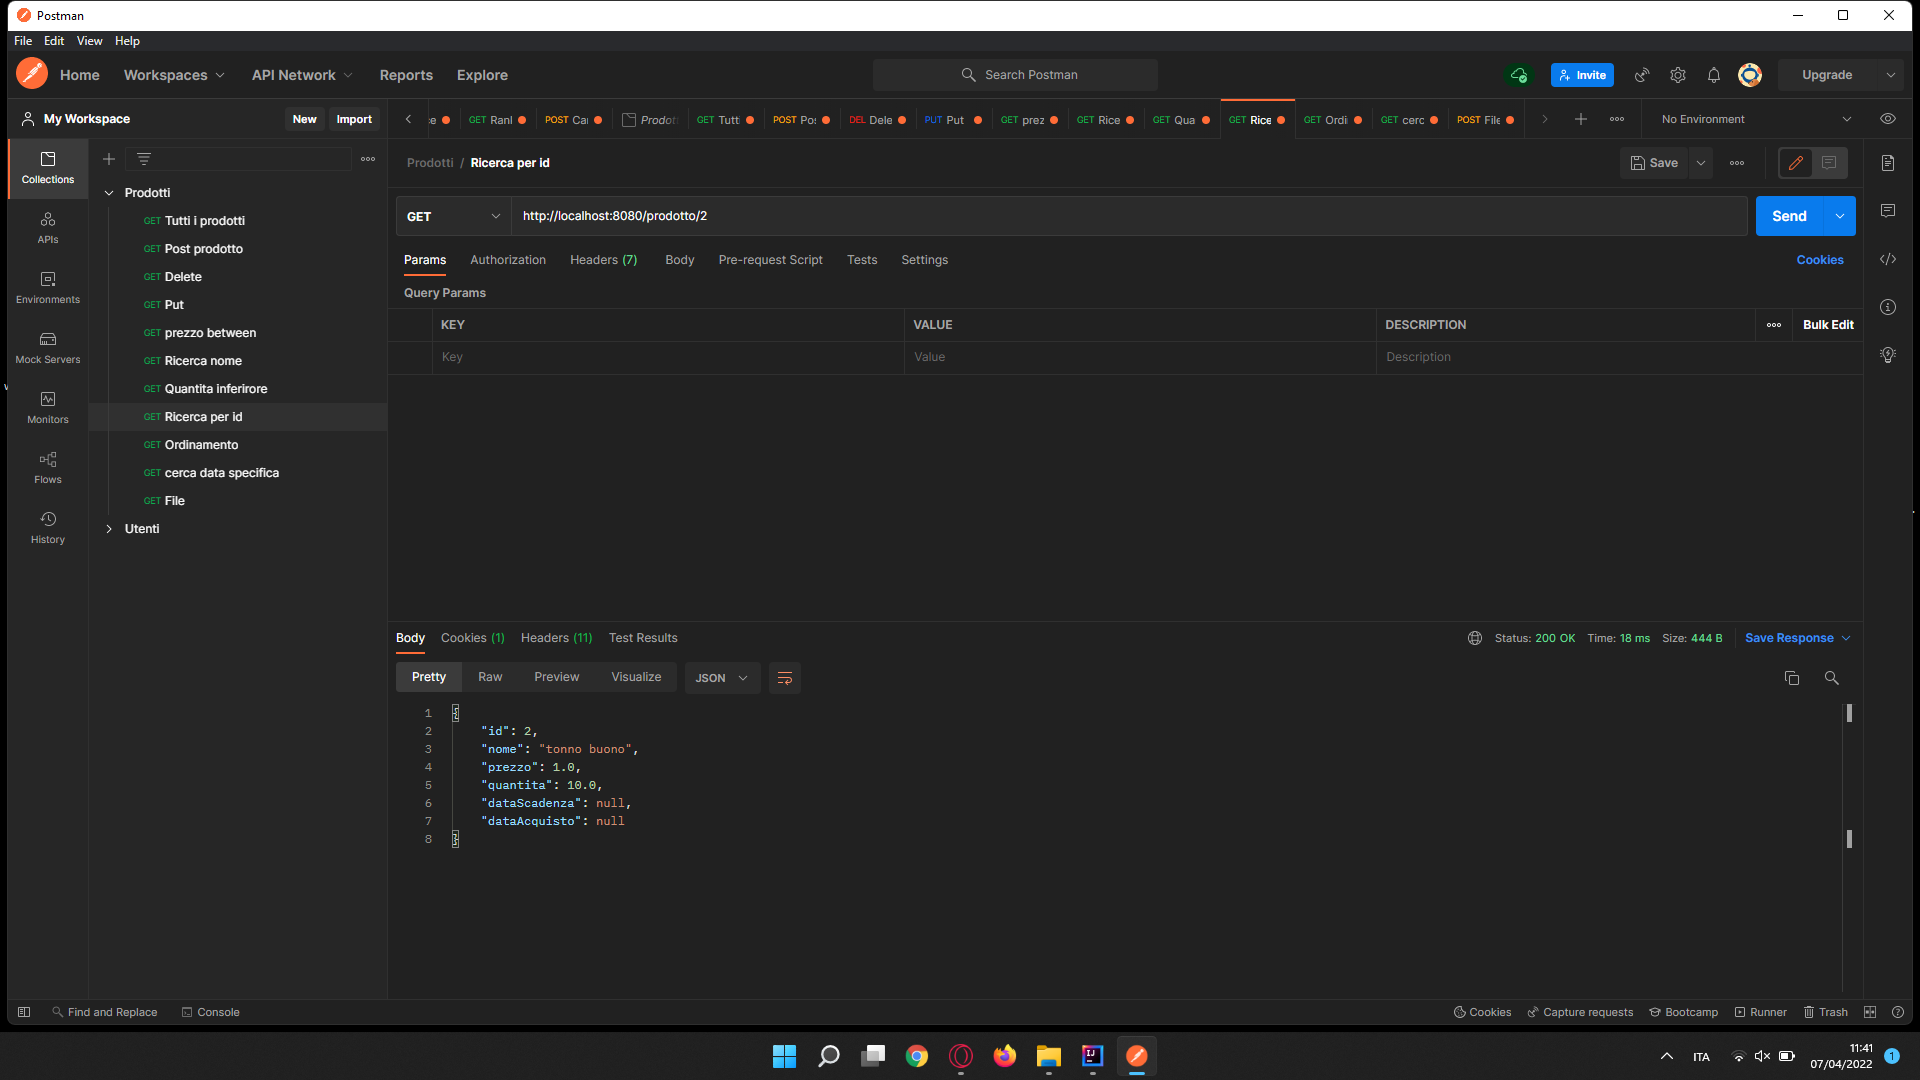 Postman
File Edit View Help
Home Workspaces API Network Reports Explore Search Postman Invite Upgrade
My Workspace New Import
GET Ranl POST Cai Prodot GET Tutt POST Po: DEL Dele PUT Put GET prez GET Rice GET Qua GET Rice GET Ordi GET cerc POST File No Environment
Prodotti / Ricerca per id Save
Collections
APIs
Environments
Mock Servers
Monitors
Flows
History
Prodotti
GET Tutti i prodotti
GET Post prodotto
GET Delete
GET Put
GET prezzo between
GET Ricerca nome
GET Quantita inferirore
GET Ricerca per id
GET Ordinamento
GET cerca data specifica
GET File
Utenti
GET http://localhost:8080/prodotto/2 Send
Params Authorization Headers (7) Body Pre-request Script Tests Settings Cookies
Query Params
KEY VALUE DESCRIPTION Bulk Edit
Key Value Description
Body Cookies (1) Headers (11) Test Results Status: 200 OK Time: 18 ms Size: 444 B Save Response
Pretty Raw Preview Visualize JSON
1 {
2 "id": 2,
3 "nome": "tonno buono",
4 "prezzo": 1.0,
5 "quantita": 10.0,
6 "dataScadenza": null,
7 "dataAcquisto": null
8 }
Find and Replace Console Cookies Capture requests Bootcamp Runner Trash
ITA 11:41
07/04/2022 1